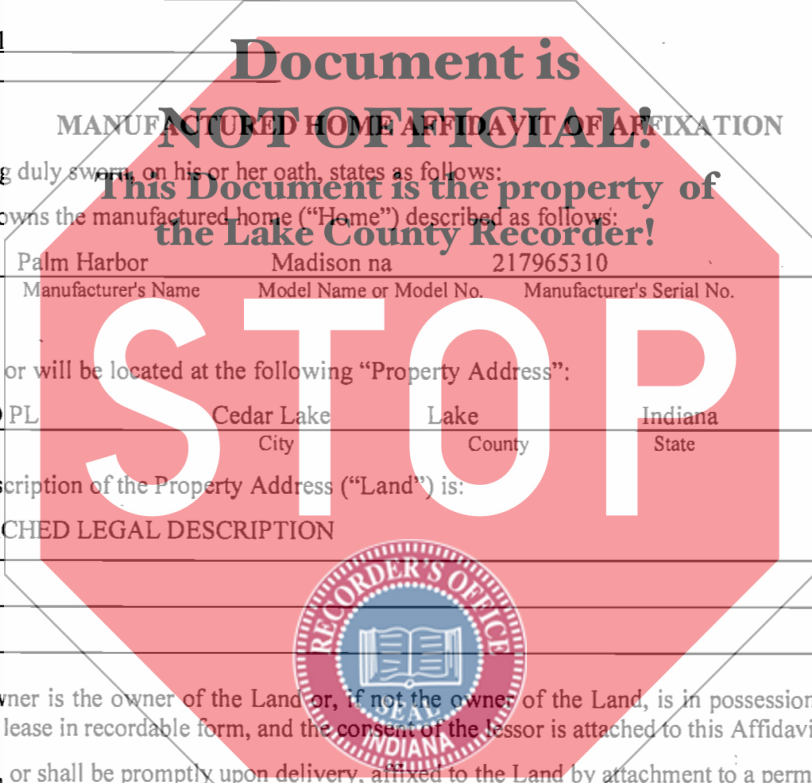 Document is
NOT OFFICIAL!
MANUFACTURED HOME AFFIDAVIT OF AFFIXATION
g duly sworn, on his or her oath, states as follows:
This Document is the property of
owns the manufactured home (“Home”) described as follows:
the Lake County Recorder!
Palm Harbor Madison na 217965310
Manufacturer's Name Model Name or Model No. Manufacturer's Serial No.
STOP
or will be located at the following “Property Address”:
PL Cedar Lake Lake Indiana
City County State
scription of the Property Address (“Land”) is:
CHED LEGAL DESCRIPTION
RECORDER'S OFFICE
SEAL
INDIANA
wner is the owner of the Land or, if not the owner of the Land, is in possession
lease in recordable form, and the consent of the lessor is attached to this Affidavi
or shall be promptly upon delivery, affixed to the Land by attachment to a perm